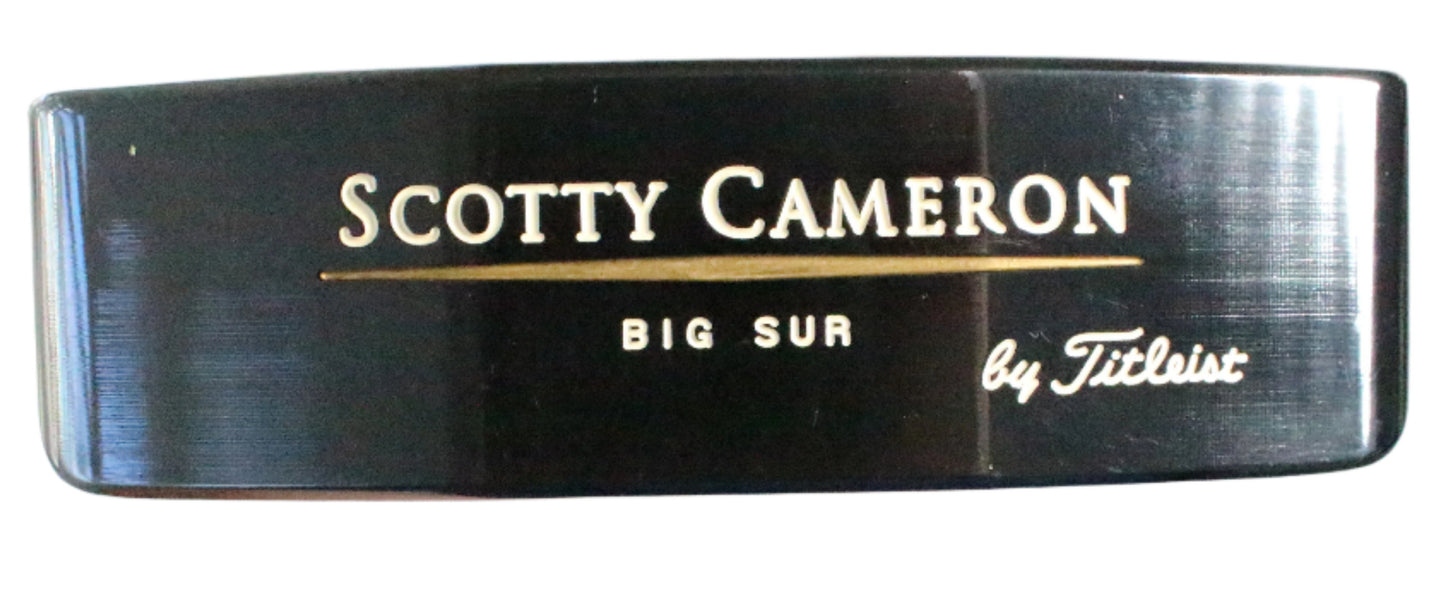 SCOTTY CAMERON
BIG SUR
by Titleist